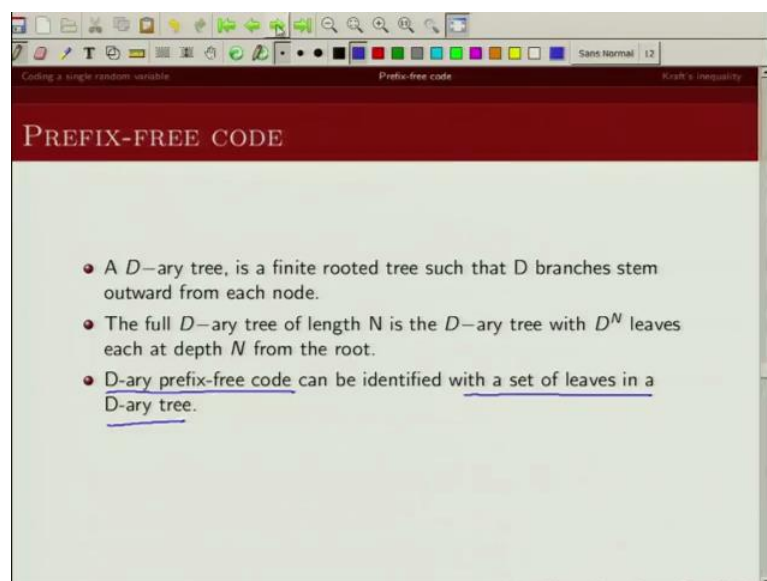 Sans Normal 12
Coding a single random variable Prefix-free code Kraft's Inequality
PREFIX-FREE CODE
A D-ary tree, is a finite rooted tree such that D branches stem
outward from each node.
The full D-ary tree of length N is the D-ary tree with D^N leaves
each at depth N from the root.
D-ary prefix-free code can be identified with a set of leaves in a
D-ary tree.